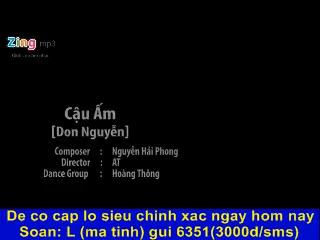 Zing mp3
Cậu Ấm
[Don Nguyễn]
Composer : Nguyễn Hải Phong
Director : AT
Dance Group : Hoàng Thông
De co cap lo sieu chinh xac ngay hom nay
Soan: L (ma tinh) gui 6351(3000d/sms)